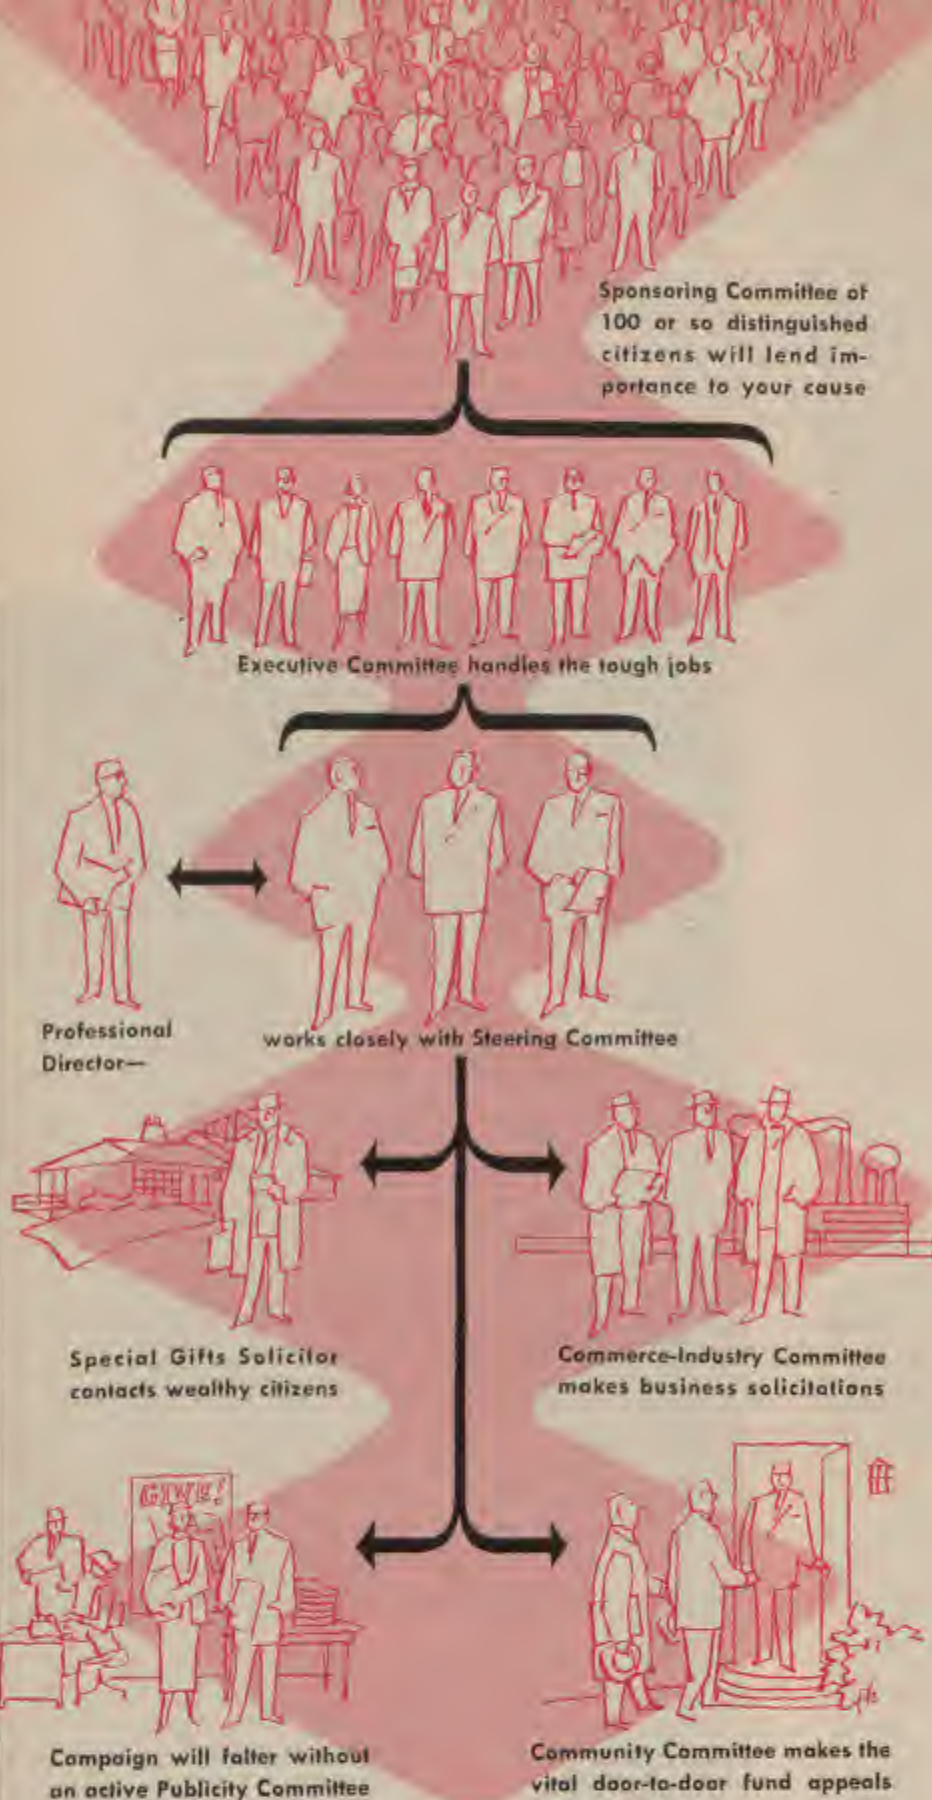 Sponsoring Committee of
100 or so distinguished
citizens will lend im-
portance to your cause
Executive Committee handles the tough jobs
Professional
Director—
works closely with Steering Committee
Special Gifts Solicitor
contacts wealthy citizens
Commerce-Industry Committee
makes business solicitations
GIVE!
Campaign will falter without
an active Publicity Committee
Community Committee makes the
vital door-to-door fund appeals